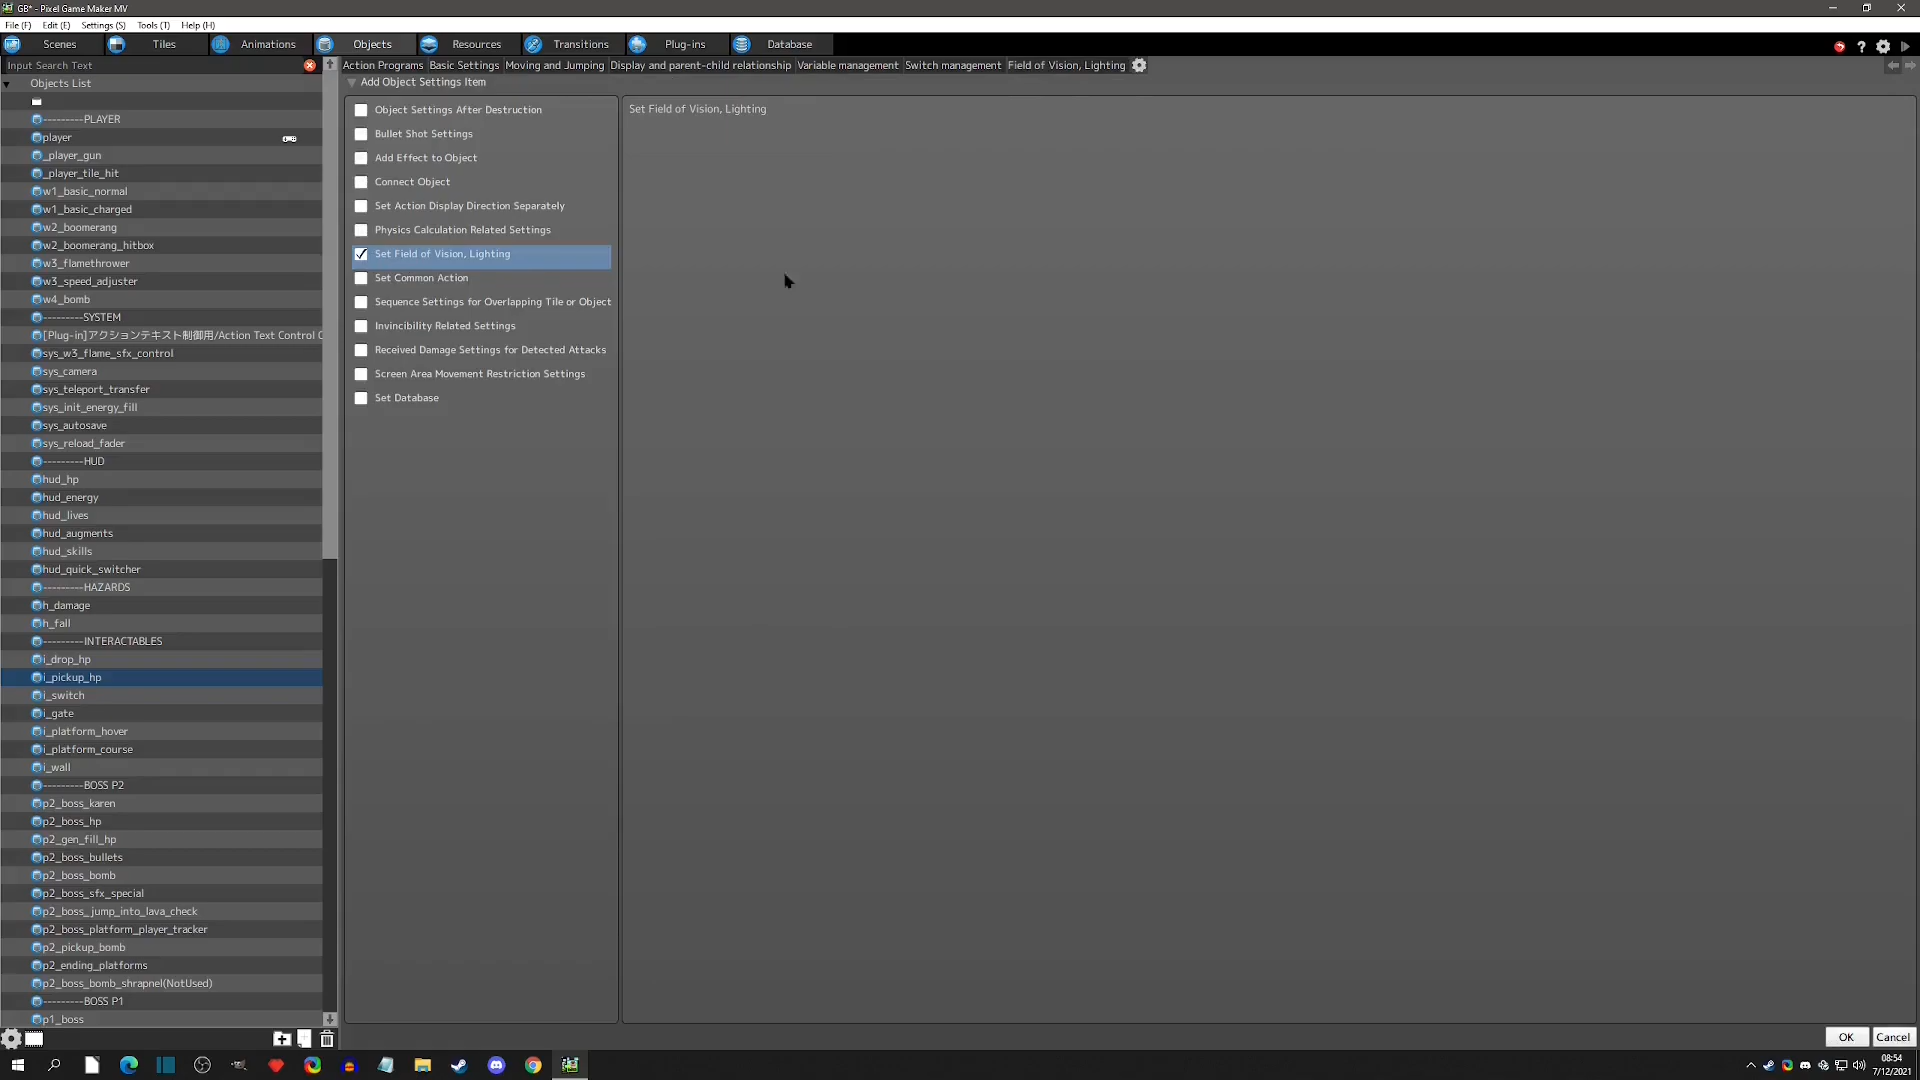 GB* - Pixel Game Maker MV
File (F) Edit (E) Settings (S) Tools (T) Help (H)
Scenes Tiles Animations Objects Resources Transitions Plug-ins Database
Input Search Text
Action Programs Basic Settings Moving and Jumping Display and parent-child relationship Variable management Switch management Field of Vision, Lighting
Add Object Settings Item
Objects List
---------PLAYER
player
_player_gun
_player_tile_hit
w1_basic_normal
w1_basic_charged
w2_boomerang
w2_boomerang_hitbox
w3_flamethrower
w3_speed_adjuster
w4_bomb
---------SYSTEM
[Plug-in]アクションテキスト制御用/Action Text Control C
sys_w3_flame_sfx_control
sys_camera
sys_teleport_transfer
sys_init_energy_fill
sys_autosave
sys_reload_fader
---------HUD
hud_hp
hud_energy
hud_lives
hud_augments
hud_skills
hud_quick_switcher
---------HAZARDS
h_damage
h_fall
---------INTERACTABLES
i_drop_hp
i_pickup_hp
i_switch
i_gate
i_platform_hover
i_platform_course
i_wall
---------BOSS P2
p2_boss_karen
p2_boss_hp
p2_gen_fill_hp
p2_boss_bullets
p2_boss_bomb
p2_boss_sfx_special
p2_boss_jump_into_lava_check
p2_boss_platform_player_tracker
p2_pickup_bomb
p2_ending_platforms
p2_boss_bomb_shrapnel(NotUsed)
---------BOSS P1
p1_boss
Object Settings After Destruction
Bullet Shot Settings
Add Effect to Object
Connect Object
Set Action Display Direction Separately
Physics Calculation Related Settings
Set Field of Vision, Lighting
Set Common Action
Sequence Settings for Overlapping Tile or Object
Invincibility Related Settings
Received Damage Settings for Detected Attacks
Screen Area Movement Restriction Settings
Set Database
Set Field of Vision, Lighting
OK Cancel
08:54
7/12/2021